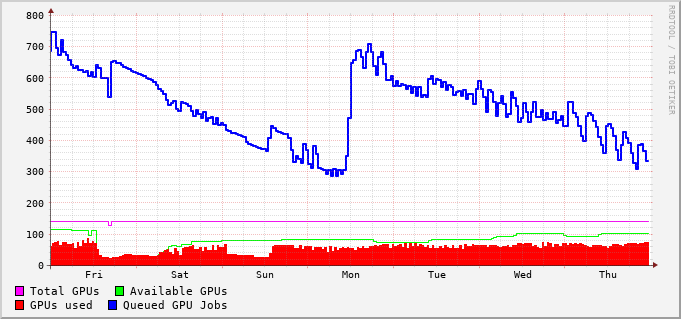 800
700
600
500
400
300
200
100
0
Fri Sat Sun Mon Tue Wed Thu
Total GPUs Available GPUs
GPUs used Queued GPU Jobs
RRDTOOL / TOBI OETIKER